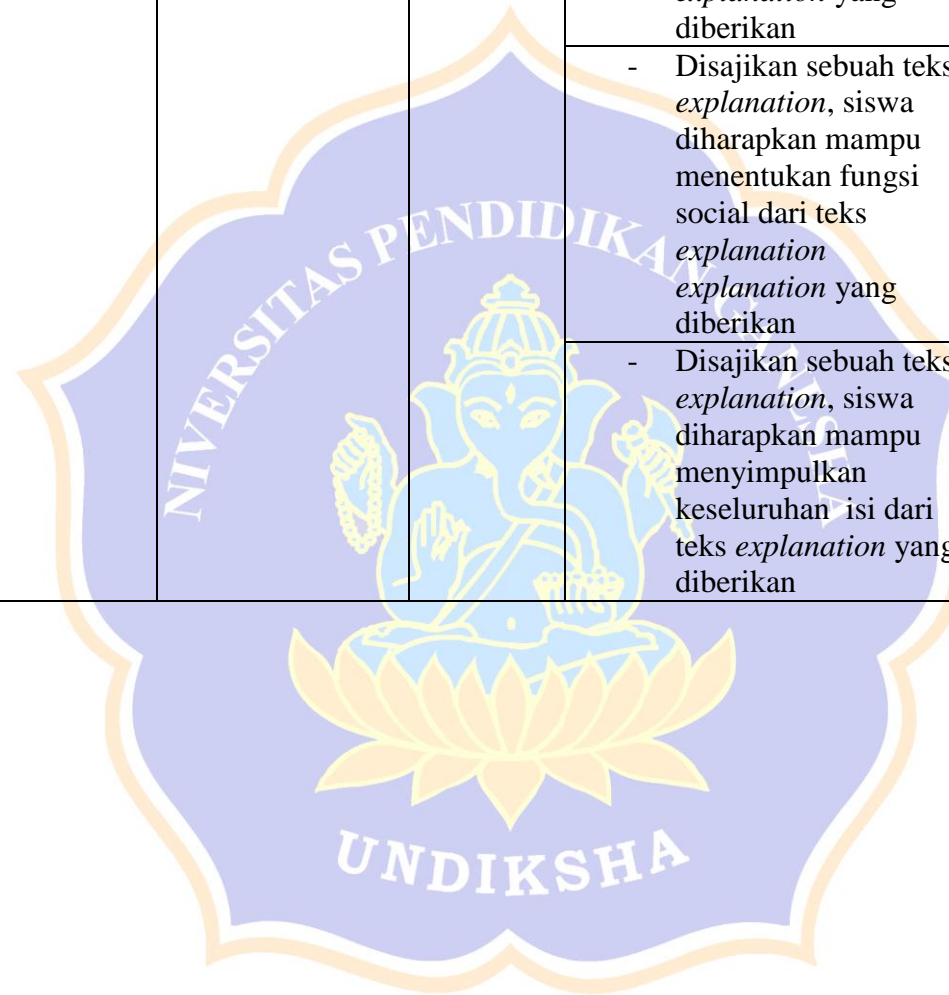 explanation yang
diberikan
- Disajikan sebuah teks
explanation, siswa
diharapkan mampu
menentukan fungsi
social dari teks
explanation
explanation yang
diberikan
- Disajikan sebuah teks
explanation, siswa
diharapkan mampu
menyimpulkan
keseluruhan isi dari
teks explanation yang
diberikan
NIVERSITAS PENDIDIKAN GANESHA
UNDIKSHA